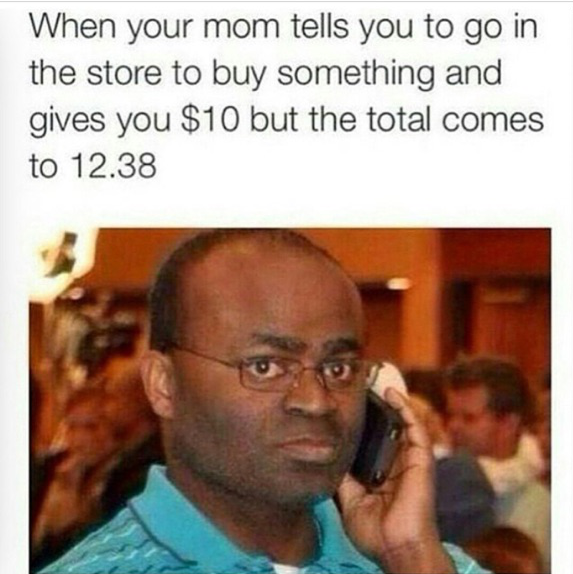 When your mom tells you to go in
the store to buy something and
gives you $10 but the total comes
to 12.38